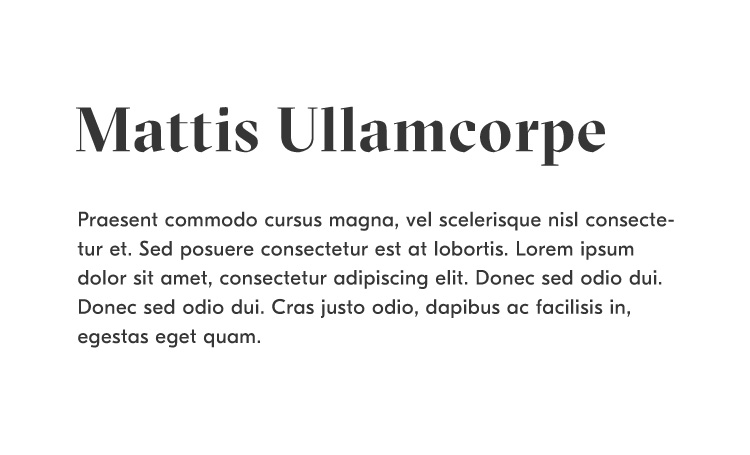 Mattis Ullamcorpe
Praesent commodo cursus magna, vel scelerisque nisl consecte-
tur et. Sed posuere consectetur est at lobortis. Lorem ipsum
dolor sit amet, consectetur adipiscing elit. Donec sed odio dui.
Donec sed odio dui. Cras justo odio, dapibus ac facilisis in,
egestas eget quam.